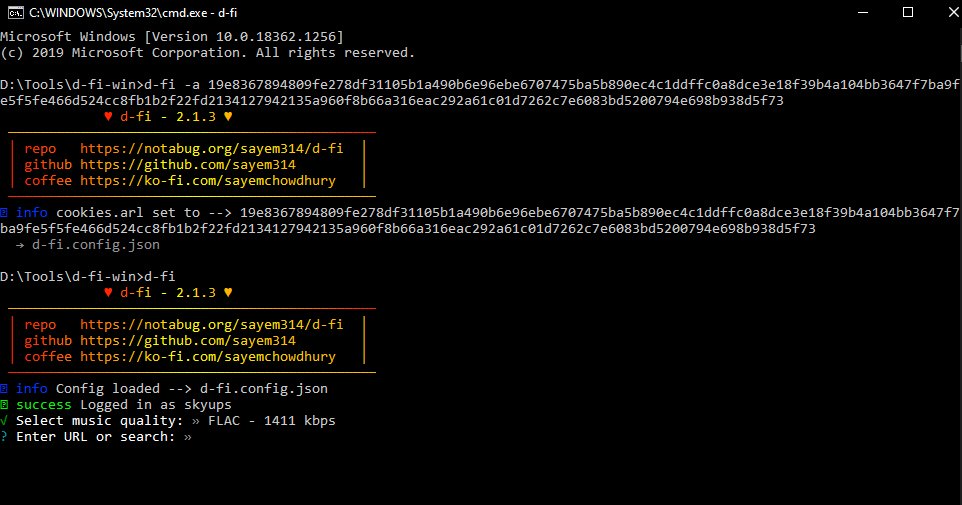 C:\WINDOWS\System32\cmd.exe - d-fi
Microsoft Windows [Version 10.0.18362.1256]
(c) 2019 Microsoft Corporation. All rights reserved.
D:\Tools\d-fi-win>d-fi -a 19e8367894809fe278df31105b1a490b6e96ebe6707475ba5b890ec4c1ddffc0a8dce3e18f39b4a104bb3647f7ba9f
e5f5fe466d524cc8fb1b2f22fd2134127942135a960f8b66a316eac292a61c01d7262c7e6083bd5200794e698b938d5f73
♥ d-fi - 2.1.3 ♥
repo https://notabug.org/sayem314/d-fi
github https://github.com/sayem314
coffee https://ko-fi.com/sayemchowdhury
info cookies.arl set to --> 19e8367894809fe278df31105b1a490b6e96ebe6707475ba5b890ec4c1ddffc0a8dce3e18f39b4a104bb3647f7
ba9fe5f5fe466d524cc8fb1b2f22fd2134127942135a960f8b66a316eac292a61c01d7262c7e6083bd5200794e698b938d5f73
→ d-fi.config.json
D:\Tools\d-fi-win>d-fi
♥ d-fi - 2.1.3 ♥
repo https://notabug.org/sayem314/d-fi
github https://github.com/sayem314
coffee https://ko-fi.com/sayemchowdhury
info Config loaded --> d-fi.config.json
success Logged in as skyups
√ Select music quality: » FLAC - 1411 kbps
? Enter URL or search: »